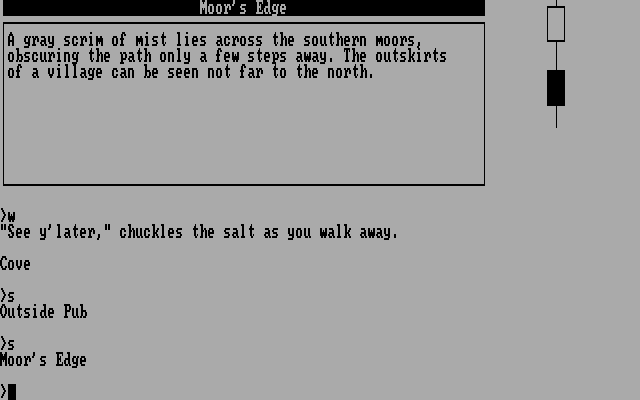 Moor's Edge
A gray scrim of mist lies across the southern moors,
obscuring the path only a few steps away. The outskirts
of a village can be seen not far to the north.
>w
"See y'later," chuckles the salt as you walk away.
Cove
>s
Outside Pub
>s
Moor's Edge
>